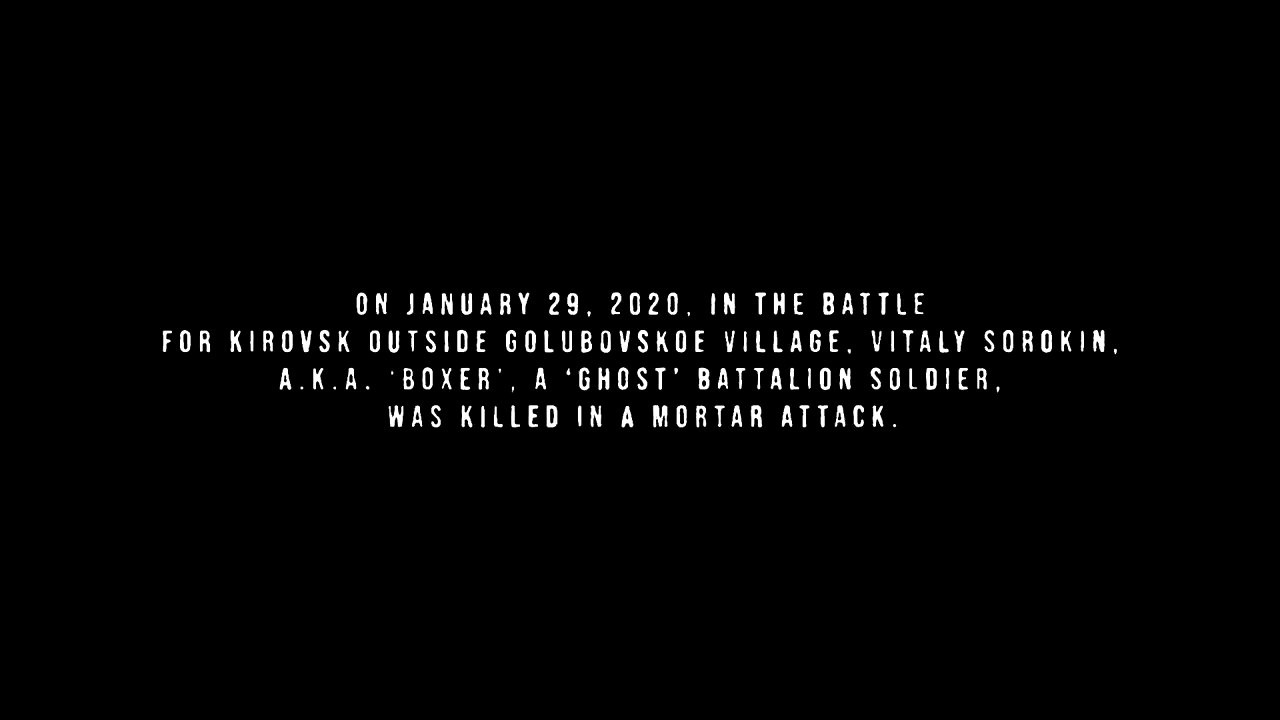 ON JANUARY 29, 2020, IN THE BATTLE
FOR KIROVSK OUTSIDE GOLUBOVSKOE VILLAGE, VITALY SOROKIN,
A.K.A. 'BOXER', A 'GHOST' BATTALION SOLDIER,
WAS KILLED IN A MORTAR ATTACK.